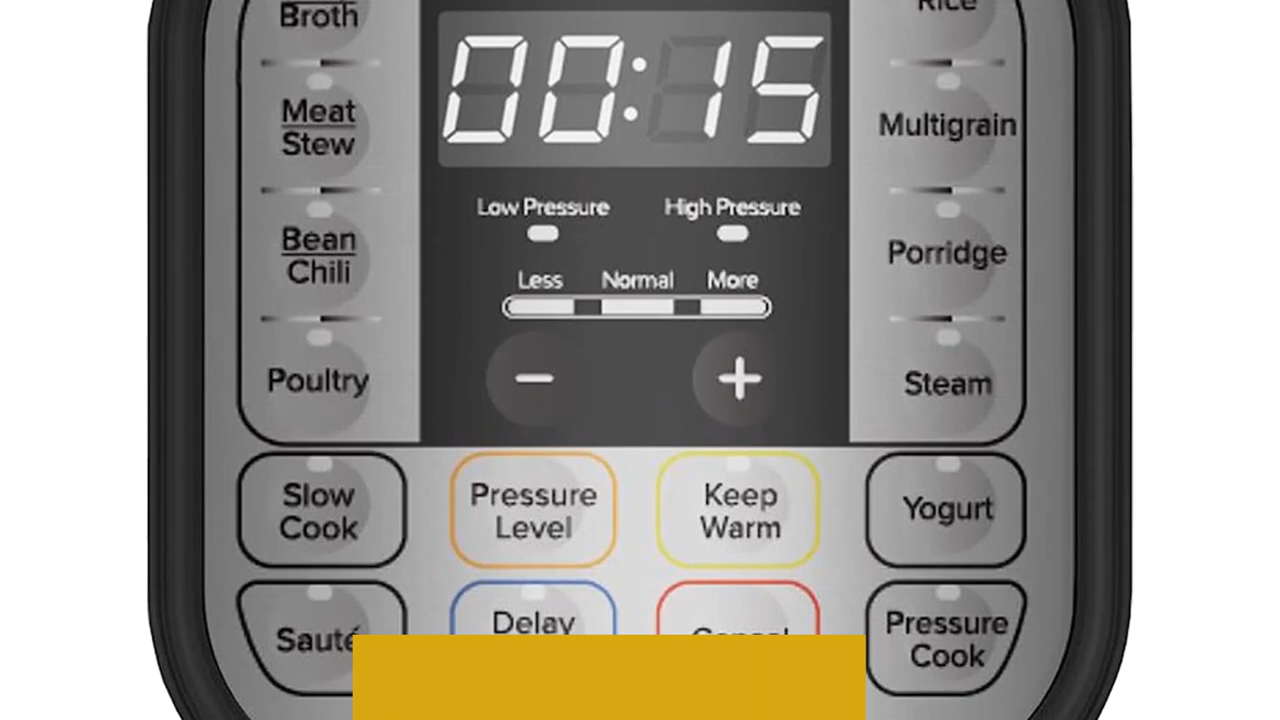 Broth
Rice
00:15
Meat
Stew
Multigrain
Low Pressure
High Pressure
Bean
Chili
Porridge
Less
Normal
More
Poultry
-
+
Steam
Slow
Cook
Pressure
Level
Keep
Warm
Yogurt
Sauté
Delay
Cancel
Pressure
Cook